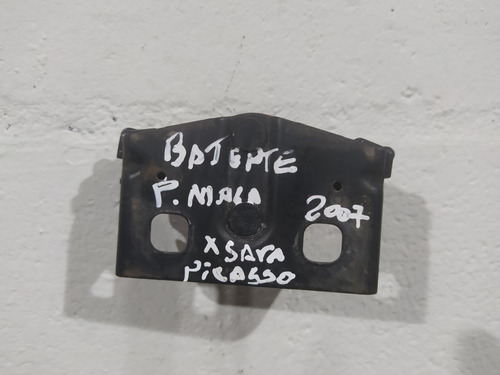 BATENTE
P. MALA
2007
XSARA
PICASSO